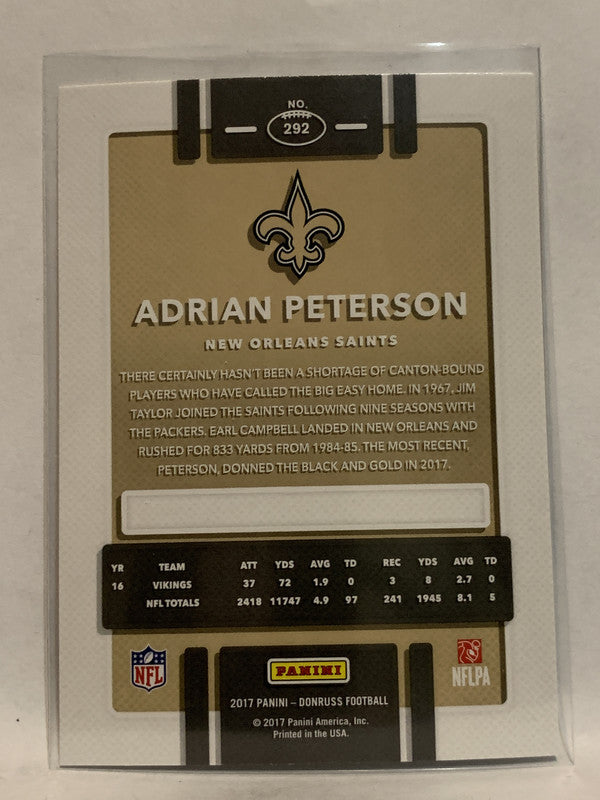 NO.
292
ADRIAN PETERSON
NEW ORLEANS SAINTS
THERE CERTAINLY HASN'T BEEN A SHORTAGE OF CANTON-BOUND
PLAYERS WHO HAVE CALLED THE BIG EASY HOME. IN 1967, JIM
TAYLOR JOINED THE SAINTS FOLLOWING NINE SEASONS WITH
THE PACKERS. EARL CAMPBELL LANDED IN NEW ORLEANS AND
RUSHED FOR 833 YARDS FROM 1984-85. THE MOST RECENT,
PETERSON, DONNED THE BLACK AND GOLD IN 2017.
YR TEAM ATT YDS AVG TD REC YDS AVG TD
16 VIKINGS 37 72 1.9 0 3 8 2.7 0
NFL TOTALS 2418 11747 4.9 97 241 1945 8.1 5
NFL
PANINI
NFLPA
2017 PANINI – DONRUSS FOOTBALL
© 2017 Panini America, Inc.
Printed in the USA.